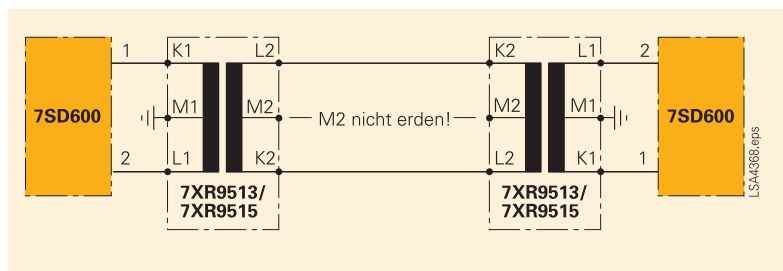 1 K1 L2 K2 L1 2
7SD600 M1 M2 M2 nicht erden! M2 M1 7SD600
2 L1 K2 L2 K1 1
7XR9513/ 7XR9513/
7XR9515 7XR9515
LSA4368.eps